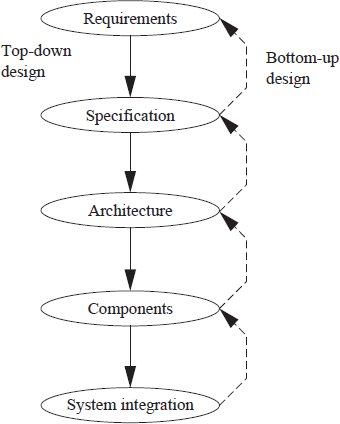 Requirements
Top-down
design
Bottom-up
design
Specification
Architecture
Components
System integration